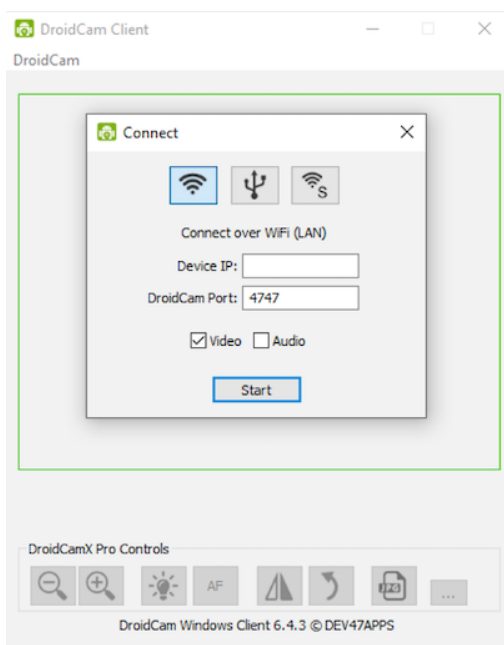 DroidCam Client
DroidCam
Connect
S
Connect over WiFi (LAN)
Device IP:
DroidCam Port: 4747
Video Audio
Start
DroidCamX Pro Controls
AF
JPG
...
DroidCam Windows Client 6.4.3 © DEV47APPS